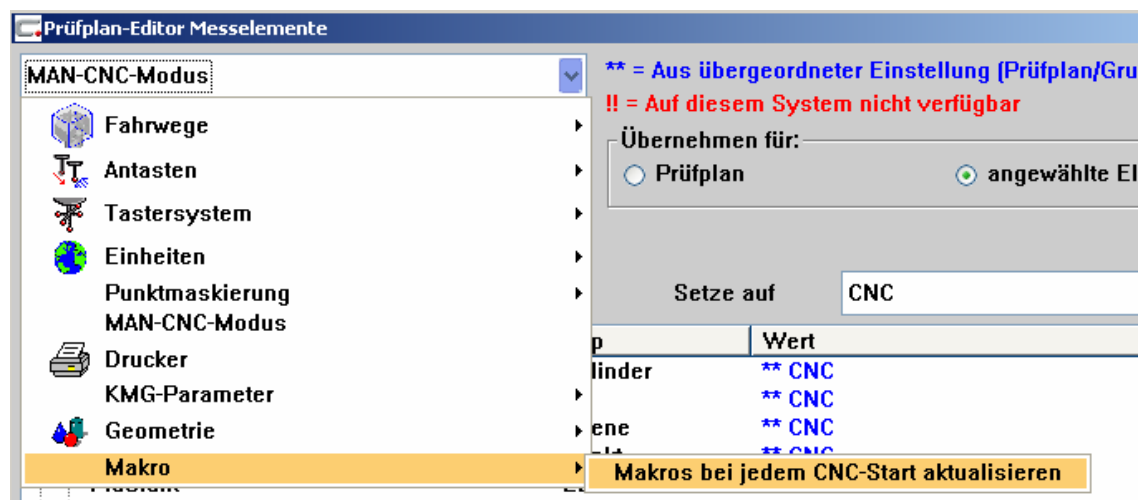 Prüfplan-Editor Messelemente
MAN-CNC-Modus
** = Aus übergeordneter Einstellung (Prüfplan/Gru
!! = Auf diesem System nicht verfügbar
Übernehmen für:
Prüfplan
angewählte El
Fahrwege
Antasten
Tastersystem
Einheiten
Punktmaskierung
MAN-CNC-Modus
Drucker
KMG-Parameter
Geometrie
Makro
Makros bei jedem CNC-Start aktualisieren
Setze auf
CNC
p
Wert
linder
** CNC
** CNC
ene
** CNC
** CNC